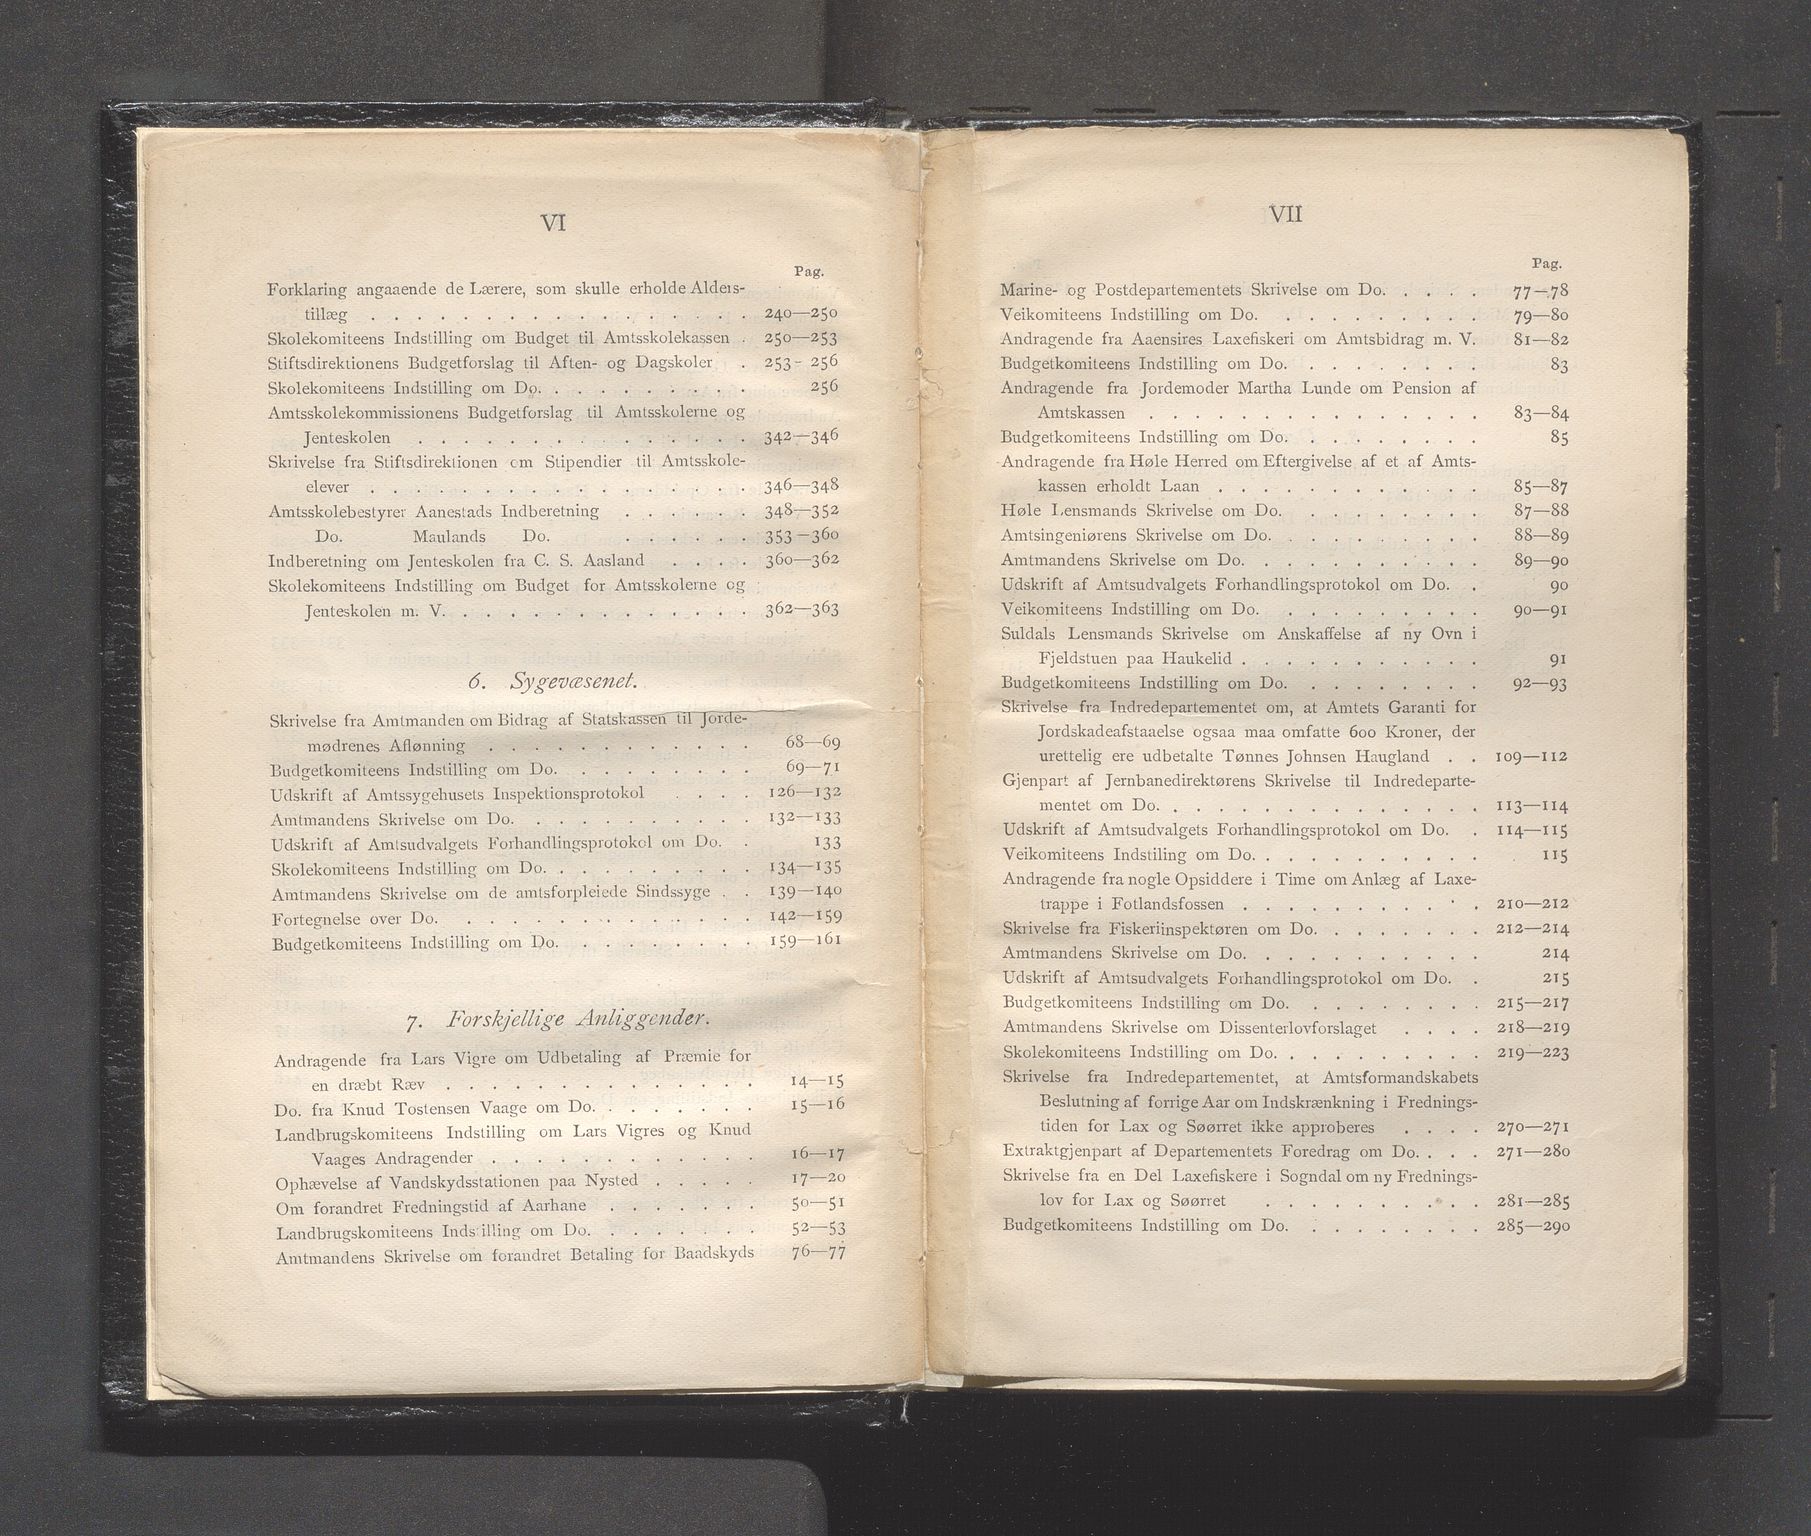 VI
Pag.
Forklaring angaaende de Lærere, som skulle erholde Alders-
tillæg . . . . . . . . . . . . . . . . . 240—250
Skolekomiteens Indstilling om Budget til Amtsskolekassen . 250—253
Stiftsdirektionens Budgetforslag til Aften- og Dagskoler . 253-256
Skolekomiteens Indstilling om Do. . . . . . . . . . 256
Amtsskolekommissionens Budgetforslag til Amtsskolerne og
Jenteskolen . . . . . . . . . . . . . . . 342—346
Skrivelse fra Stiftsdirektionen om Stipendier til Amtsskole-
elever . . . . . . . . . . . . . . . . . 346—348
Amtsskolebestyrer Aanestads Indberetning . . . . . . 348—352
Do. Maulands Do. . . . . . . 353—360
Indberetning om Jenteskolen fra C. S. Aasland . . . . 360—362
Skolekomiteens Indstilling om Budget for Amtsskolerne og
Jenteskolen m. V. . . . . . . . . . . . . . 362—363
6. Sygevæsenet.
Skrivelse fra Amtmanden om Bidrag af Statskassen til Jorde-
mødrenes Aflønning . . . . . . . . . . . . 68—69
Budgetkomiteens Indstilling om Do. . . . . . . . . 69—71
Udskrift af Amtssygehusets Inspektionsprotokol . . . . 126—132
Amtmandens Skrivelse om Do. . . . . . . . . . . 132—133
Udskrift af Amtsudvalgets Forhandlingsprotokol om Do. . 133
Skolekomiteens Indstilling om Do. . . . . . . . . . 134—135
Amtmandens Skrivelse om de amtsforpleiede Sindssyge . . 139—140
Fortegnelse over Do. . . . . . . . . . . . . . 142—159
Budgetkomiteens Indstilling om Do. . . . . . . . . 159—161
7. Forskjellige Anliggender.
Andragende fra Lars Vigre om Udbetaling af Præmie for
en dræbt Ræv . . . . . . . . . . . . . . 14—15
Do. fra Knud Tostensen Vaage om Do. . . . . . . . 15—16
Landbrugskomiteens Indstilling om Lars Vigres og Knud
Vaages Andragender . . . . . . . . . . . . 16—17
Ophævelse af Vandskydsstationen paa Nysted . . . . . 17—20
Om forandret Fredningstid af Aarhane . . . . . . . 50—51
Landbrugskomiteens Indstilling om Do. . . . . . . . 52—53
Amtmandens Skrivelse om forandret Betaling for Baadskyds 76—77
VII
Pag.
Marine- og Postdepartementets Skrivelse om Do. . . . . 77—78
Veikomiteens Indstilling om Do. . . . . . . . . . 79—80
Andragende fra Aaensires Laxefiskeri om Amtsbidrag m. V. 81—82
Budgetkomiteens Indstilling om Do. . . . . . . . . 83
Andragende fra Jordemoder Martha Lunde om Pension af
Amtskassen . . . . . . . . . . . . . . . 83—84
Budgetkomiteens Indstilling om Do. . . . . . . . . 85
Andragende fra Høle Herred om Eftergivelse af et af Amts-
kassen erholdt Laan . . . . . . . . . . . . 85—87
Høle Lensmands Skrivelse om Do. . . . . . . . . . 87—88
Amtsingeniørens Skrivelse om Do. . . . . . . . . . 88—89
Amtmandens Skrivelse om Do. . . . . . . . . . . 89—90
Udskrift af Amtsudvalgets Forhandlingsprotokol om Do. . 90
Veikomiteens Indstilling om Do. . . . . . . . . . 90—91
Suldals Lensmands Skrivelse om Anskaffelse af ny Ovn i
Fjeldstuen paa Haukelid . . . . . . . . . . . 91
Budgetkomiteens Indstilling om Do. . . . . . . . . 92—93
Skrivelse fra Indredepartementet om, at Amtets Garanti for
Jordskadeafstaaelse ogsaa maa omfatte 600 Kroner, der
urettelig ere udbetalte Tønnes Johnsen Haugland . . 109—112
Gjenpart af Jernbanedirektørens Skrivelse til Indredeparte-
mentet om Do. . . . . . . . . . . . . . . 113—114
Udskrift af Amtsudvalgets Forhandlingsprotokol om Do. . 114—115
Veikomiteens Indstiling om Do. . . . . . . . . . . 115
Andragende fra nogle Opsiddere i Time om Anlæg af Laxe-
trappe i Fotlandsfossen . . . . . . . . . . . 210—212
Skrivelse fra Fiskeriinspektøren om Do. . . . . . . . 212—214
Amtmandens Skrivelse om Do. . . . . . . . . . . 214
Udskrift af Amtsudvalgets Forhandlingsprotokol om Do. . 215
Budgetkomiteens Indstilling om Do. . . . . . . . . 215—217
Amtmandens Skrivelse om Dissenterlovforslaget . . . . 218—219
Skolekomiteens Indstilling om Do. . . . . . . . . . 219—223
Skrivelse fra Indredepartementet, at Amtsformandskabets
Beslutning af forrige Aar om Indskrænkning i Frednings-
tiden for Lax og Søørret ikke approberes . . . . 270—271
Extraktgjenpart af Departementets Foredrag om Do. . . . 271—280
Skrivelse fra en Del Laxefiskere i Sogndal om ny Frednings-
lov for Lax og Søørret . . . . . . . . . 281—285
Budgetkomiteens Indstilling om Do. . . . . . . . . 285—290